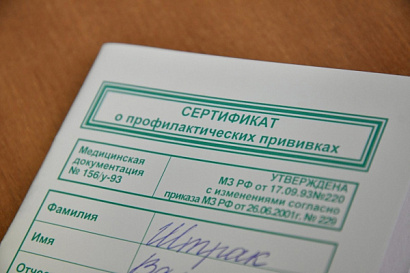 СЕРТИФИКАТ
о профилактических прививках
Медицинская
документация
№ 156/у-93
УТВЕРЖДЕНА
МЗ РФ от 17.09.93№220
с изменениями согласно
приказа МЗ РФ от 26.06.2001г. № 229
Фамилия
Штрак
Имя